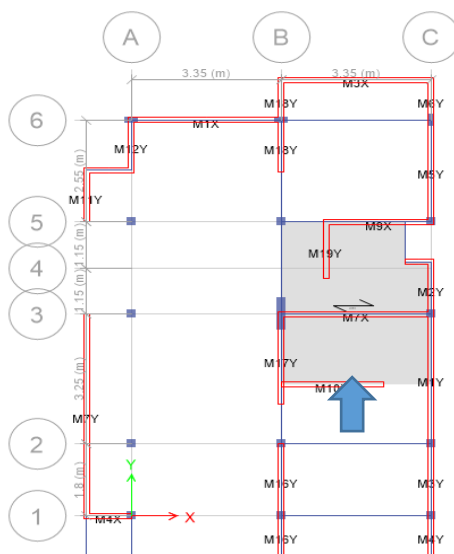 A
B
C
3.35 (m)
3.35 (m)
M3X
M13Y
M6Y
6
M1X
M12Y
M13Y
2.55 (m)
M5Y
M11Y
5
M9X
1.15 (m)
M19Y
4
M2Y
1.15 (m)
3
M7X
M17Y
3.25 (m)
M10
M1Y
M7Y
2
1.8 (m)
Y
M16Y
M3Y
1
M4X
X
M16Y
M4Y